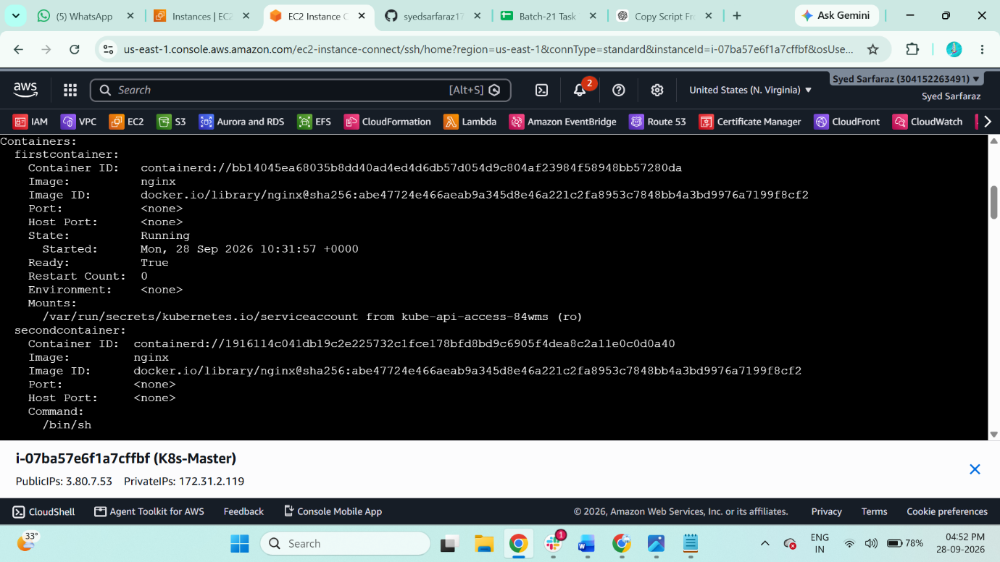 (5) WhatsApp
Instances | EC2
EC2 Instance C
syedsarfaraz17
Batch-21 Task
Copy Script Fro
Ask Gemini
us-east-1.console.aws.amazon.com/ec2-instance-connect/ssh/home?region=us-east-1&connType=standard&instanceId=i-07ba57e6f1a7cffbf&osUse...
aws
Search
[Alt+S]
2
United States (N. Virginia)
Syed Sarfaraz (304152263491)
Syed Sarfaraz
IAM
VPC
EC2
S3
Aurora and RDS
EFS
CloudFormation
Lambda
Amazon EventBridge
Route 53
Certificate Manager
CloudFront
CloudWatch
Containers:
firstcontainer:
Container ID: containerd://bb14045ea68035b8dd40ad4ed4d6db57d054d9c804af23984f58948bb57280da
Image: nginx
Image ID: docker.io/library/nginx@sha256:abe47724e466aeab9a345d8e46a221c2fa8953c7848bb4a3bd9976a7199f8cf2
Port: <none>
Host Port: <none>
State: Running
Started: Mon, 28 Sep 2026 10:31:57 +0000
Ready: True
Restart Count: 0
Environment: <none>
Mounts:
/var/run/secrets/kubernetes.io/serviceaccount from kube-api-access-84wms (ro)
secondcontainer:
Container ID: containerd://1916114c041db19c2e225732c1fce178bfd8bd9c6905f4dea8c2a11e0c0d0a40
Image: nginx
Image ID: docker.io/library/nginx@sha256:abe47724e466aeab9a345d8e46a221c2fa8953c7848bb4a3bd9976a7199f8cf2
Port: <none>
Host Port: <none>
Command:
/bin/sh
i-07ba57e6f1a7cffbf (K8s-Master)
PublicIPs: 3.80.7.53 PrivateIPs: 172.31.2.119
CloudShell
Agent Toolkit for AWS
Feedback
Console Mobile App
© 2026, Amazon Web Services, Inc. or its affiliates.
Privacy
Terms
Cookie preferences
33°
Search
1
ENG
IN
78%
04:52 PM
28-09-2026